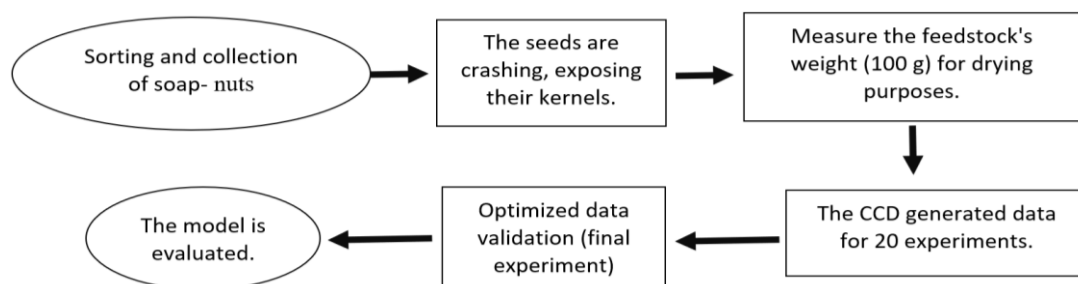 Sorting and collection
of soap- nuts
The seeds are
crashing, exposing
their kernels.
Measure the feedstock's
weight (100 g) for drying
purposes.
The CCD generated data
for 20 experiments.
Optimized data
validation (final
experiment)
The model is
evaluated.